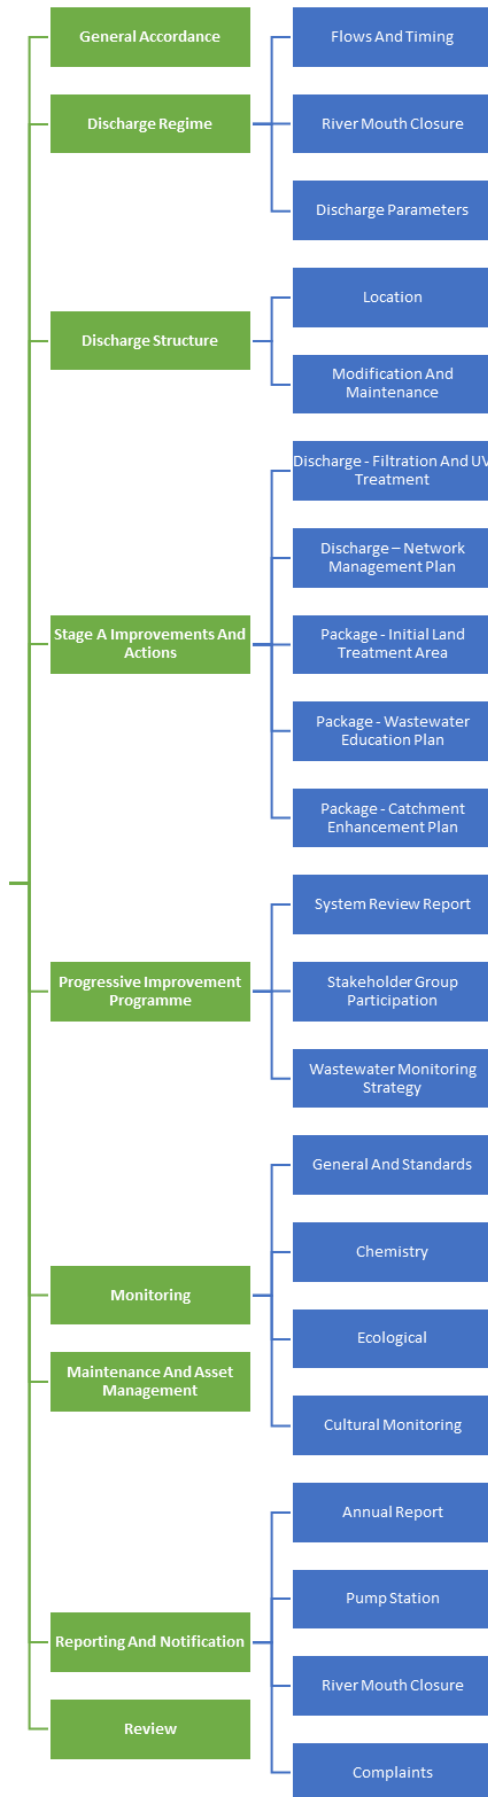 General Accordance
Flows And Timing
Discharge Regime
River Mouth Closure
Discharge Parameters
Location
Discharge Structure
Modification And
Maintenance
Discharge - Filtration And UV
Treatment
Discharge – Network
Management Plan
Stage A Improvements And
Actions
Package - Initial Land
Treatment Area
Package - Wastewater
Education Plan
Package - Catchment
Enhancement Plan
System Review Report
Progressive Improvement
Programme
Stakeholder Group
Participation
Wastewater Monitoring
Strategy
General And Standards
Chemistry
Monitoring
Ecological
Maintenance And Asset
Management
Cultural Monitoring
Annual Report
Pump Station
Reporting And Notification
River Mouth Closure
Review
Complaints